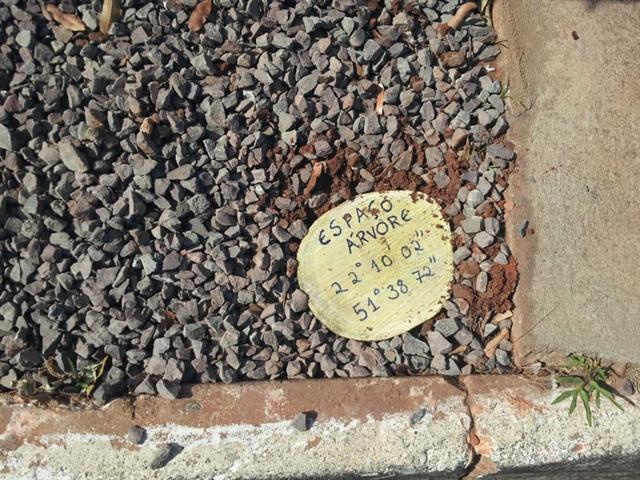 ESPAÇO
ÁRVORE
22° 10 02"
51° 38 72"